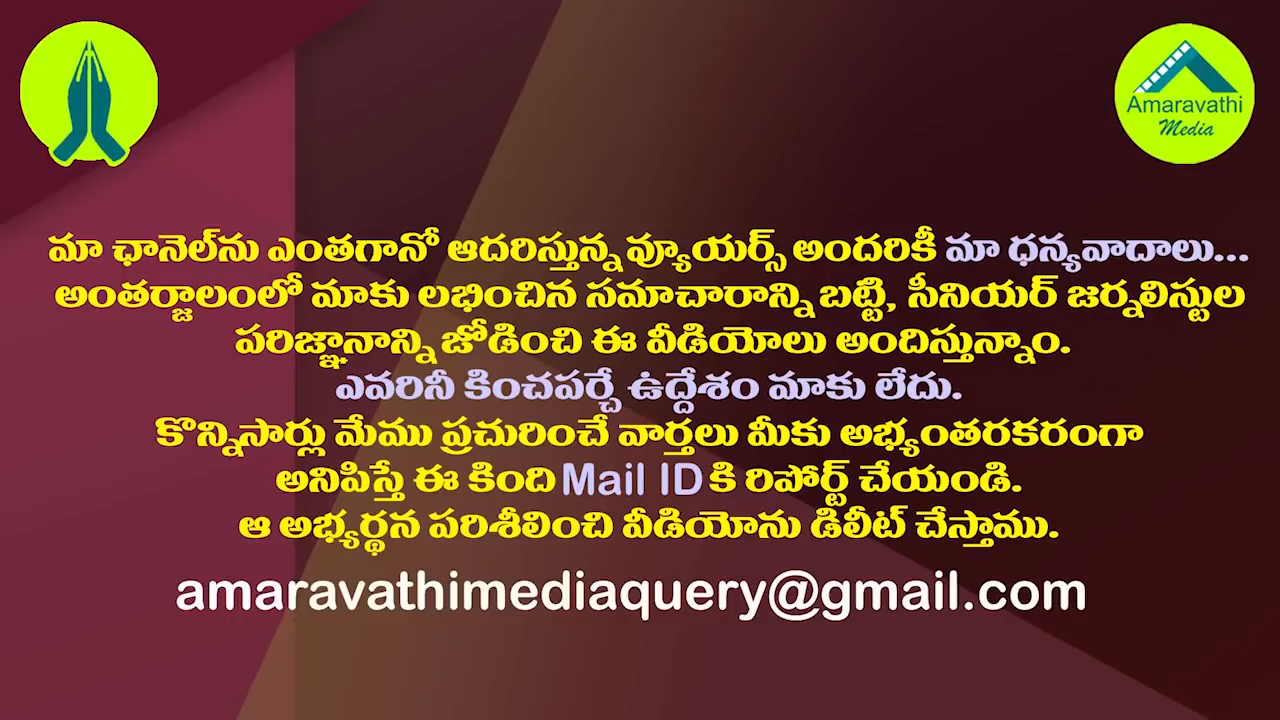 Amaravathi
Media
మా ఛానెల్‌ను ఎంతగానో ఆదరిస్తున్న వ్యూయర్స్ అందరికీ మా ధన్యవాదాలు...
అంతర్జాలంలో మాకు లభించిన సమాచారాన్ని బట్టి, సీనియర్ జర్నలిస్టుల
పరిజ్ఞానాన్ని జోడించి ఈ వీడియోలు అందిస్తున్నాం.
ఎవరినీ కించపర్చే ఉద్దేశం మాకు లేదు.
కొన్నిసార్లు మేము ప్రచురించే వార్తలు మీకు అభ్యంతరకరంగా
అనిపిస్తే ఈ కింది Mail ID కి రిపోర్ట్ చేయండి.
ఆ అభ్యర్థన పరిశీలించి వీడియోను డిలీట్ చేస్తాము.
amaravathimediaquery@gmail.com